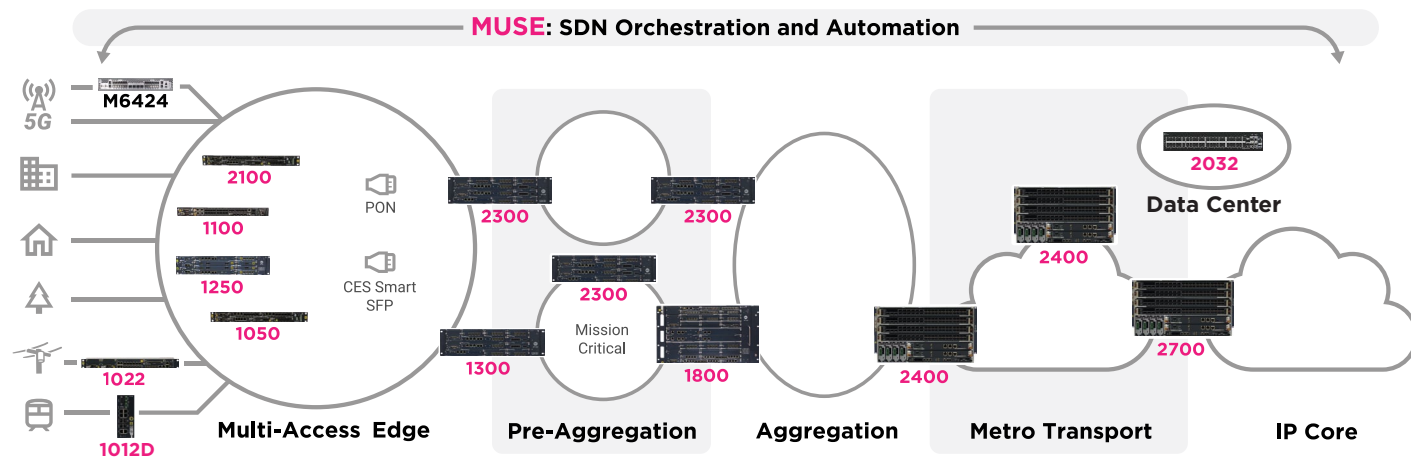 MUSE: SDN Orchestration and Automation
M6424
5G
2100
1100
1250
1050
PON
CES Smart
SFP
1022
1012D
2300
1300
2300
2300
Mission
Critical
1800
2400
2400
2032
Data Center
2700
Multi-Access Edge
Pre-Aggregation
Aggregation
Metro Transport
IP Core